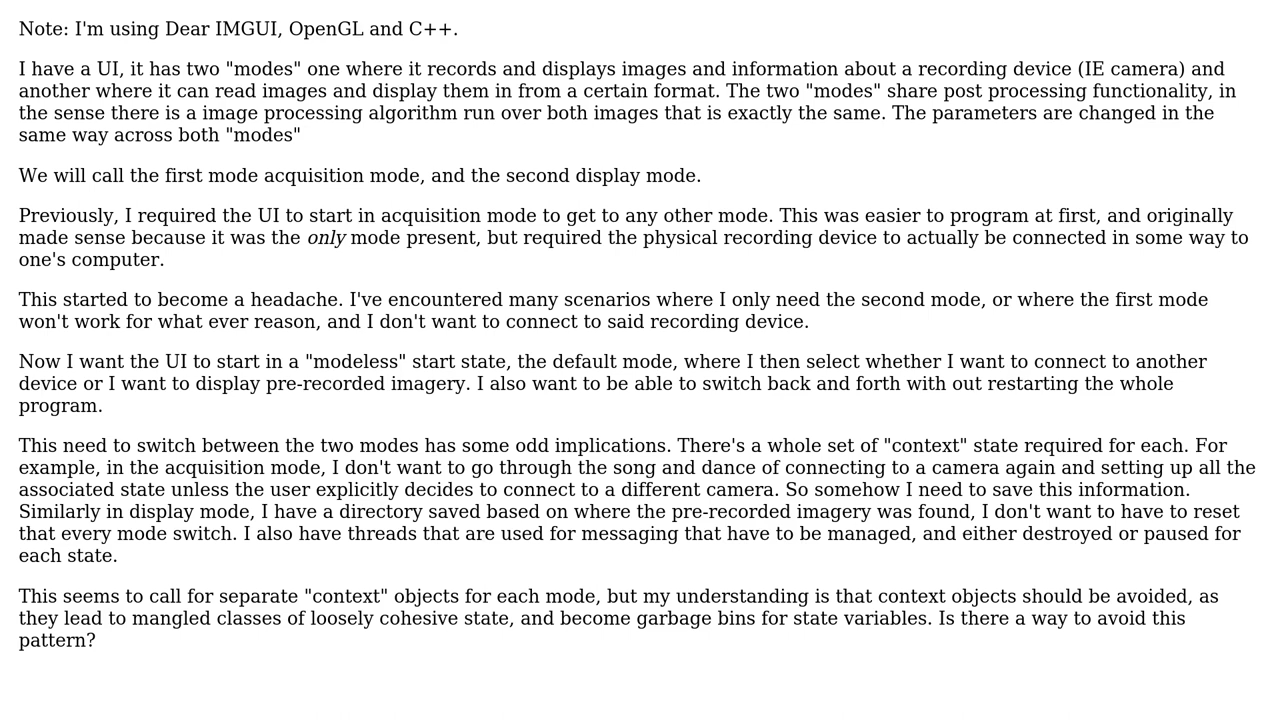 Note: I'm using Dear IMGUI, OpenGL and C++.
I have a UI, it has two "modes" one where it records and displays images and information about a recording device (IE camera) and
another where it can read images and display them in from a certain format. The two "modes" share post processing functionality, in
the sense there is a image processing algorithm run over both images that is exactly the same. The parameters are changed in the
same way across both "modes"
We will call the first mode acquisition mode, and the second display mode.
Previously, I required the UI to start in acquisition mode to get to any other mode. This was easier to program at first, and originally
made sense because it was the only mode present, but required the physical recording device to actually be connected in some way to
one's computer.
This started to become a headache. I've encountered many scenarios where I only need the second mode, or where the first mode
won't work for what ever reason, and I don't want to connect to said recording device.
Now I want the UI to start in a "modeless" start state, the default mode, where I then select whether I want to connect to another
device or I want to display pre-recorded imagery. I also want to be able to switch back and forth with out restarting the whole
program.
This need to switch between the two modes has some odd implications. There's a whole set of "context" state required for each. For
example, in the acquisition mode, I don't want to go through the song and dance of connecting to a camera again and setting up all the
associated state unless the user explicitly decides to connect to a different camera. So somehow I need to save this information.
Similarly in display mode, I have a directory saved based on where the pre-recorded imagery was found, I don't want to have to reset
that every mode switch. I also have threads that are used for messaging that have to be managed, and either destroyed or paused for
each state.
This seems to call for separate "context" objects for each mode, but my understanding is that context objects should be avoided, as
they lead to mangled classes of loosely cohesive state, and become garbage bins for state variables. Is there a way to avoid this
pattern?